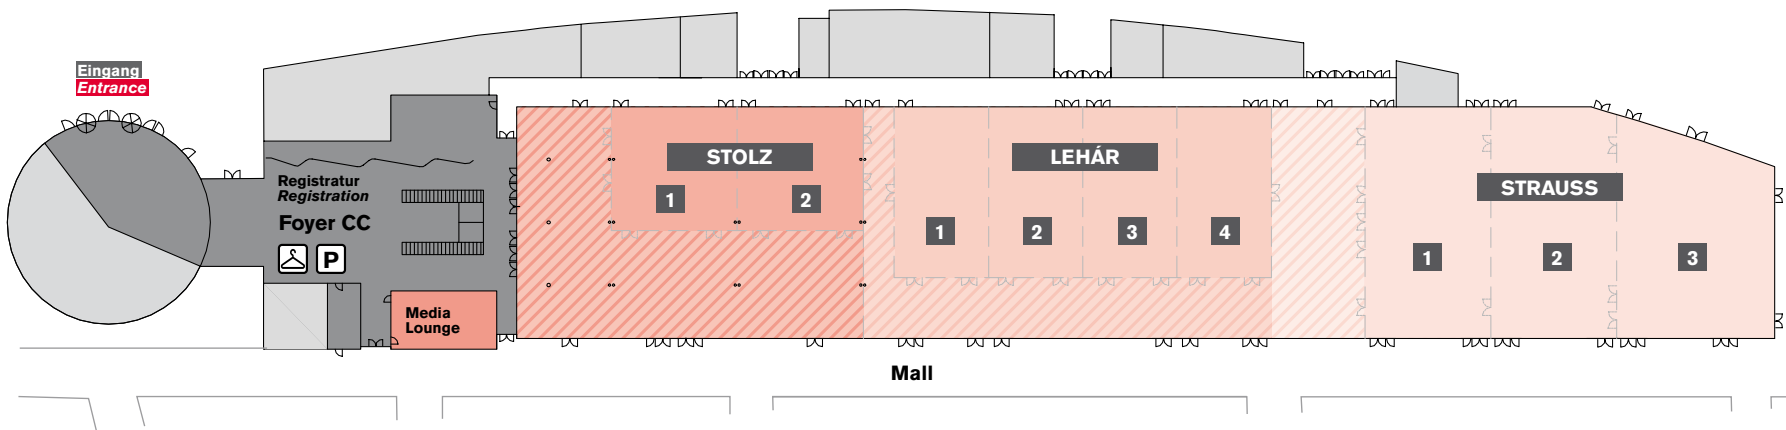 Eingang
Entrance
Registratur
Registration
Foyer CC
P
Media
Lounge
STOLZ
1
2
LEHÁR
1
2
3
4
STRAUSS
1
2
3
Mall